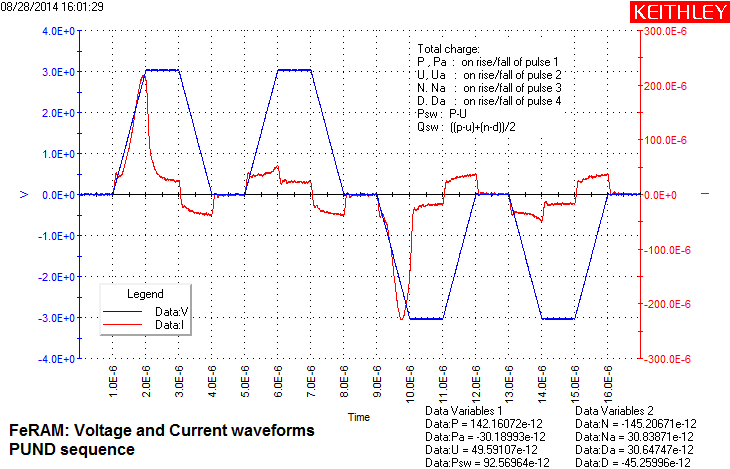 08/28/2014 16:01:29
KEITHLEY
4.0E+0
3.0E+0
2.0E+0
1.0E+0
0.0E+0
-1.0E+0
-2.0E+0
-3.0E+0
-4.0E+0
V
300.0E-6
200.0E-6
100.0E-6
0.0E+0
-100.0E-6
-200.0E-6
-300.0E-6
I
Total charge:
P , Pa : on rise/fall of pulse 1
U, Ua : on rise/fall of pulse 2
N. Na : on rise/fall of pulse 3
D. Da : on rise/fall of pulse 4
Psw : P-U
Qsw : ((p-u)+(n-d))/2
Legend
Data:V
Data:I
1.0E-6
2.0E-6
3.0E-6
4.0E-6
5.0E-6
6.0E-6
7.0E-6
8.0E-6
9.0E-6
10.0E-6
11.0E-6
12.0E-6
13.0E-6
14.0E-6
15.0E-6
16.0E-6
Time
FeRAM: Voltage and Current waveforms
PUND sequence
Data Variables 1
Data:P = 142.16072e-12
Data:Pa = -30.18993e-12
Data:U = 49.59107e-12
Data:Psw = 92.56964e-12
Data Variables 2
Data:N = -145.20671e-12
Data:Na = 30.83871e-12
Data:Da = 30.64747e-12
Data:D = -45.25996e-12